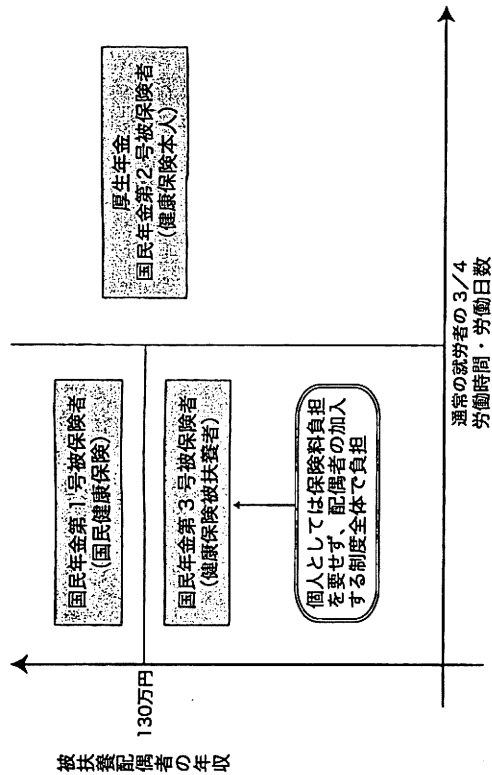 被扶養配偶者の年収
130万円
国民年金第1号被保険者
(国民健康保険)
国民年金第3号被保険者
(健康保険被扶養者)
個人としては保険料負担
を要せず、配偶者の加入
する制度全体で負担
厚生年金
国民年金第2号被保険者
(健康保険本人)
通常の就労者の3/4
労働時間・労働日数